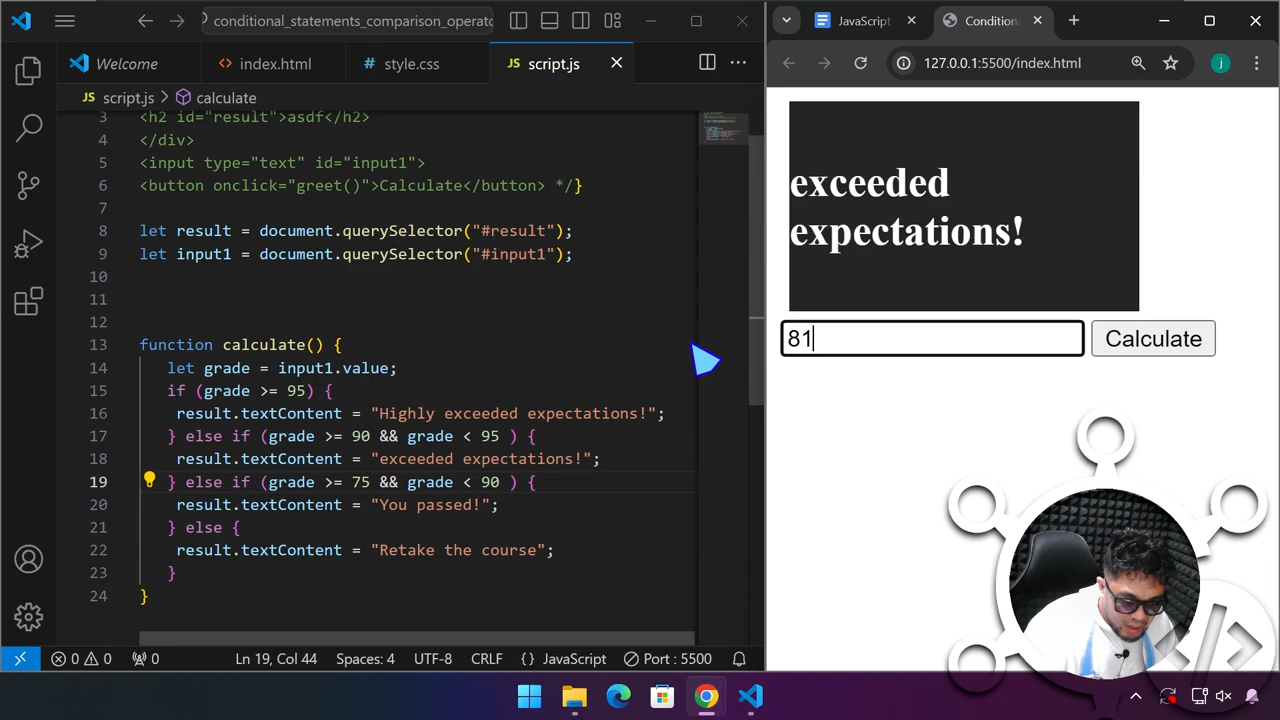 conditional_statements_comparison_operato
Welcome
index.html
style.css
JS script.js
JS script.js > calculate
3 <h2 id="result">asdf</h2>
4 </div>
5 <input type="text" id="input1">
6 <button onclick="greet()">Calculate</button> */}
7
8 let result = document.querySelector("#result");
9 let input1 = document.querySelector("#input1");
10
11
12
13 function calculate() {
14 let grade = input1.value;
15 if (grade >= 95) {
16 result.textContent = "Highly exceeded expectations!";
17 } else if (grade >= 90 && grade < 95 ) {
18 result.textContent = "exceeded expectations!";
19 } else if (grade >= 75 && grade < 90 ) {
20 result.textContent = "You passed!";
21 } else {
22 result.textContent = "Retake the course";
23 }
24 }
0 0 0 Ln 19, Col 44 Spaces: 4 UTF-8 CRLF {} JavaScript Port : 5500
JavaScript
Condition
127.0.0.1:5500/index.html
j
exceeded
expectations!
81
Calculate